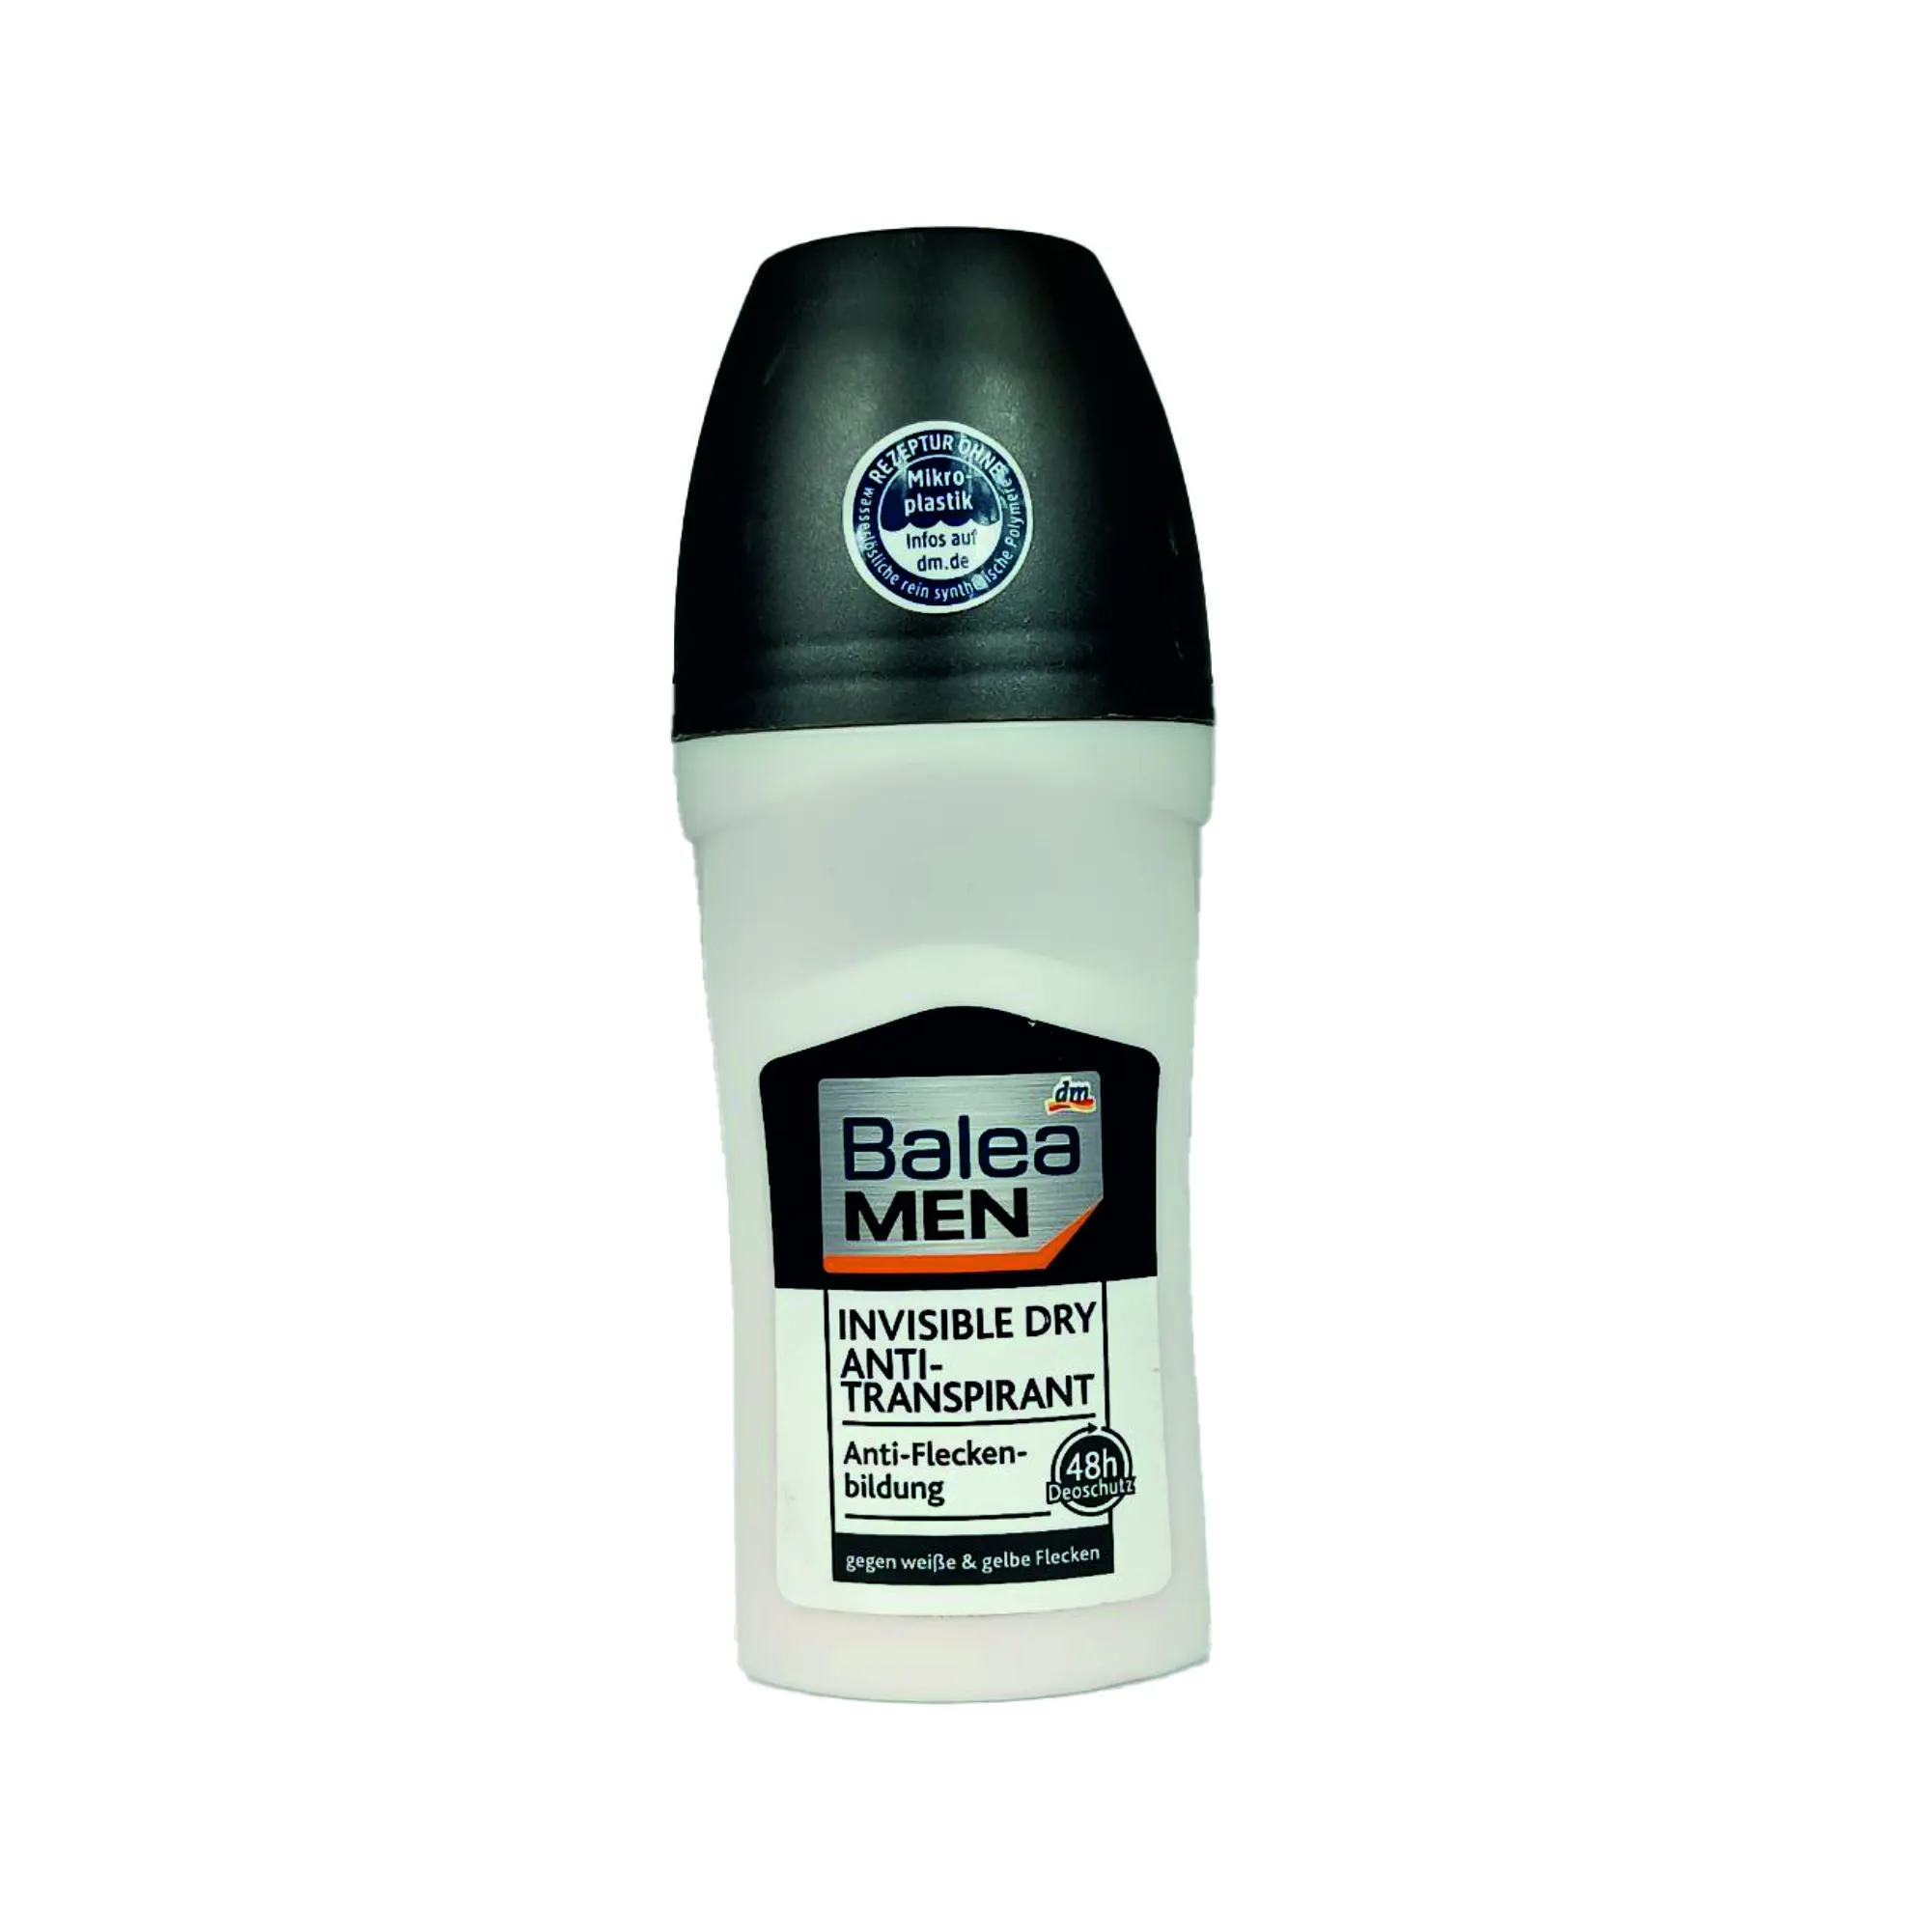 REZEPTUR OHNE
Mikro-
plastik
Infos auf
dm.de
wasserlösliche rein synthetische Polymere
dm
Balea
MEN
INVISIBLE DRY
ANTI-
TRANSPIRANT
Anti-Flecken-
bildung
48h
Deoschutz
gegen weiße & gelbe Flecken